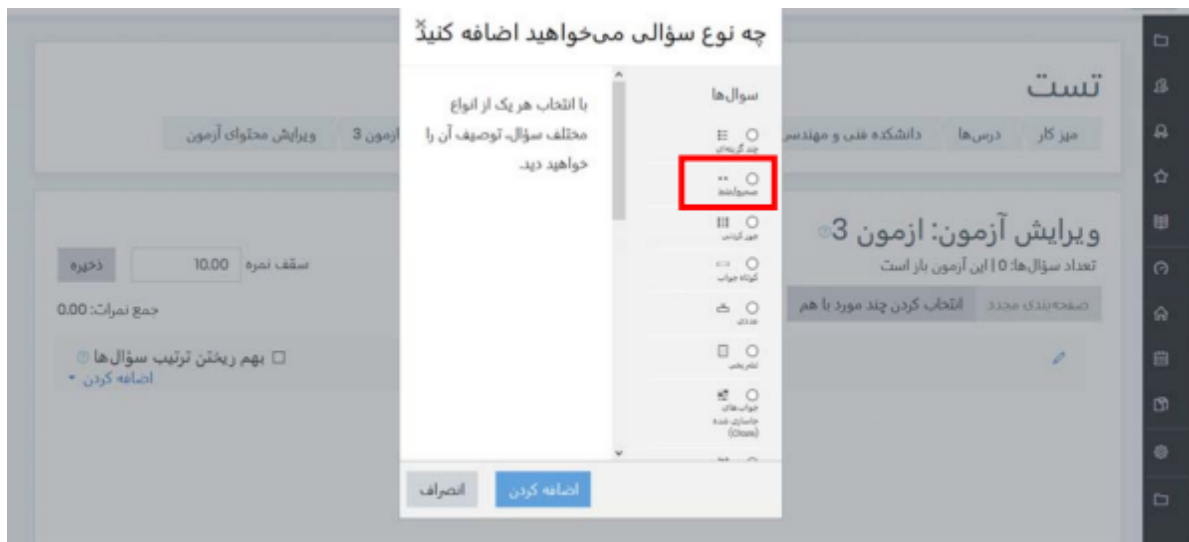 چه نوع سؤالی می‌خواهید اضافه کنید؟
×
سوال‌ها
چند گزینه‌ای
صحیح/غلط
جور کردنی
کوتاه جواب
عددی
تشریحی
جواب‌های
جاسازی شده
(Cloze)
با انتخاب هر یک از انواع
مختلف سؤال، توصیف آن را
خواهید دید.
اضافه کردن
انصراف
تست
میز کار
درس‌ها
دانشکده فنی و مهندسی
ازمون 3
ویرایش محتوای آزمون
ویرایش آزمون: ازمون 3
تعداد سؤال‌ها: 0 | این آزمون باز است
سقف نمره 10.00 ذخیره
صفحه‌بندی مجدد
انتخاب کردن چند مورد با هم
جمع نمرات: 0.00
بهم ریختن ترتیب سؤال‌ها
اضافه کردن